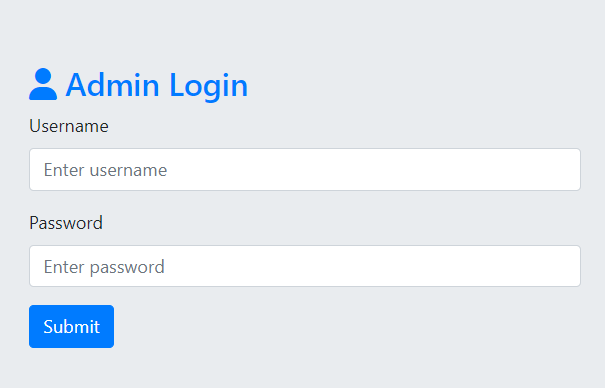 Admin Login
Username
Enter username
Password
Enter password
Submit